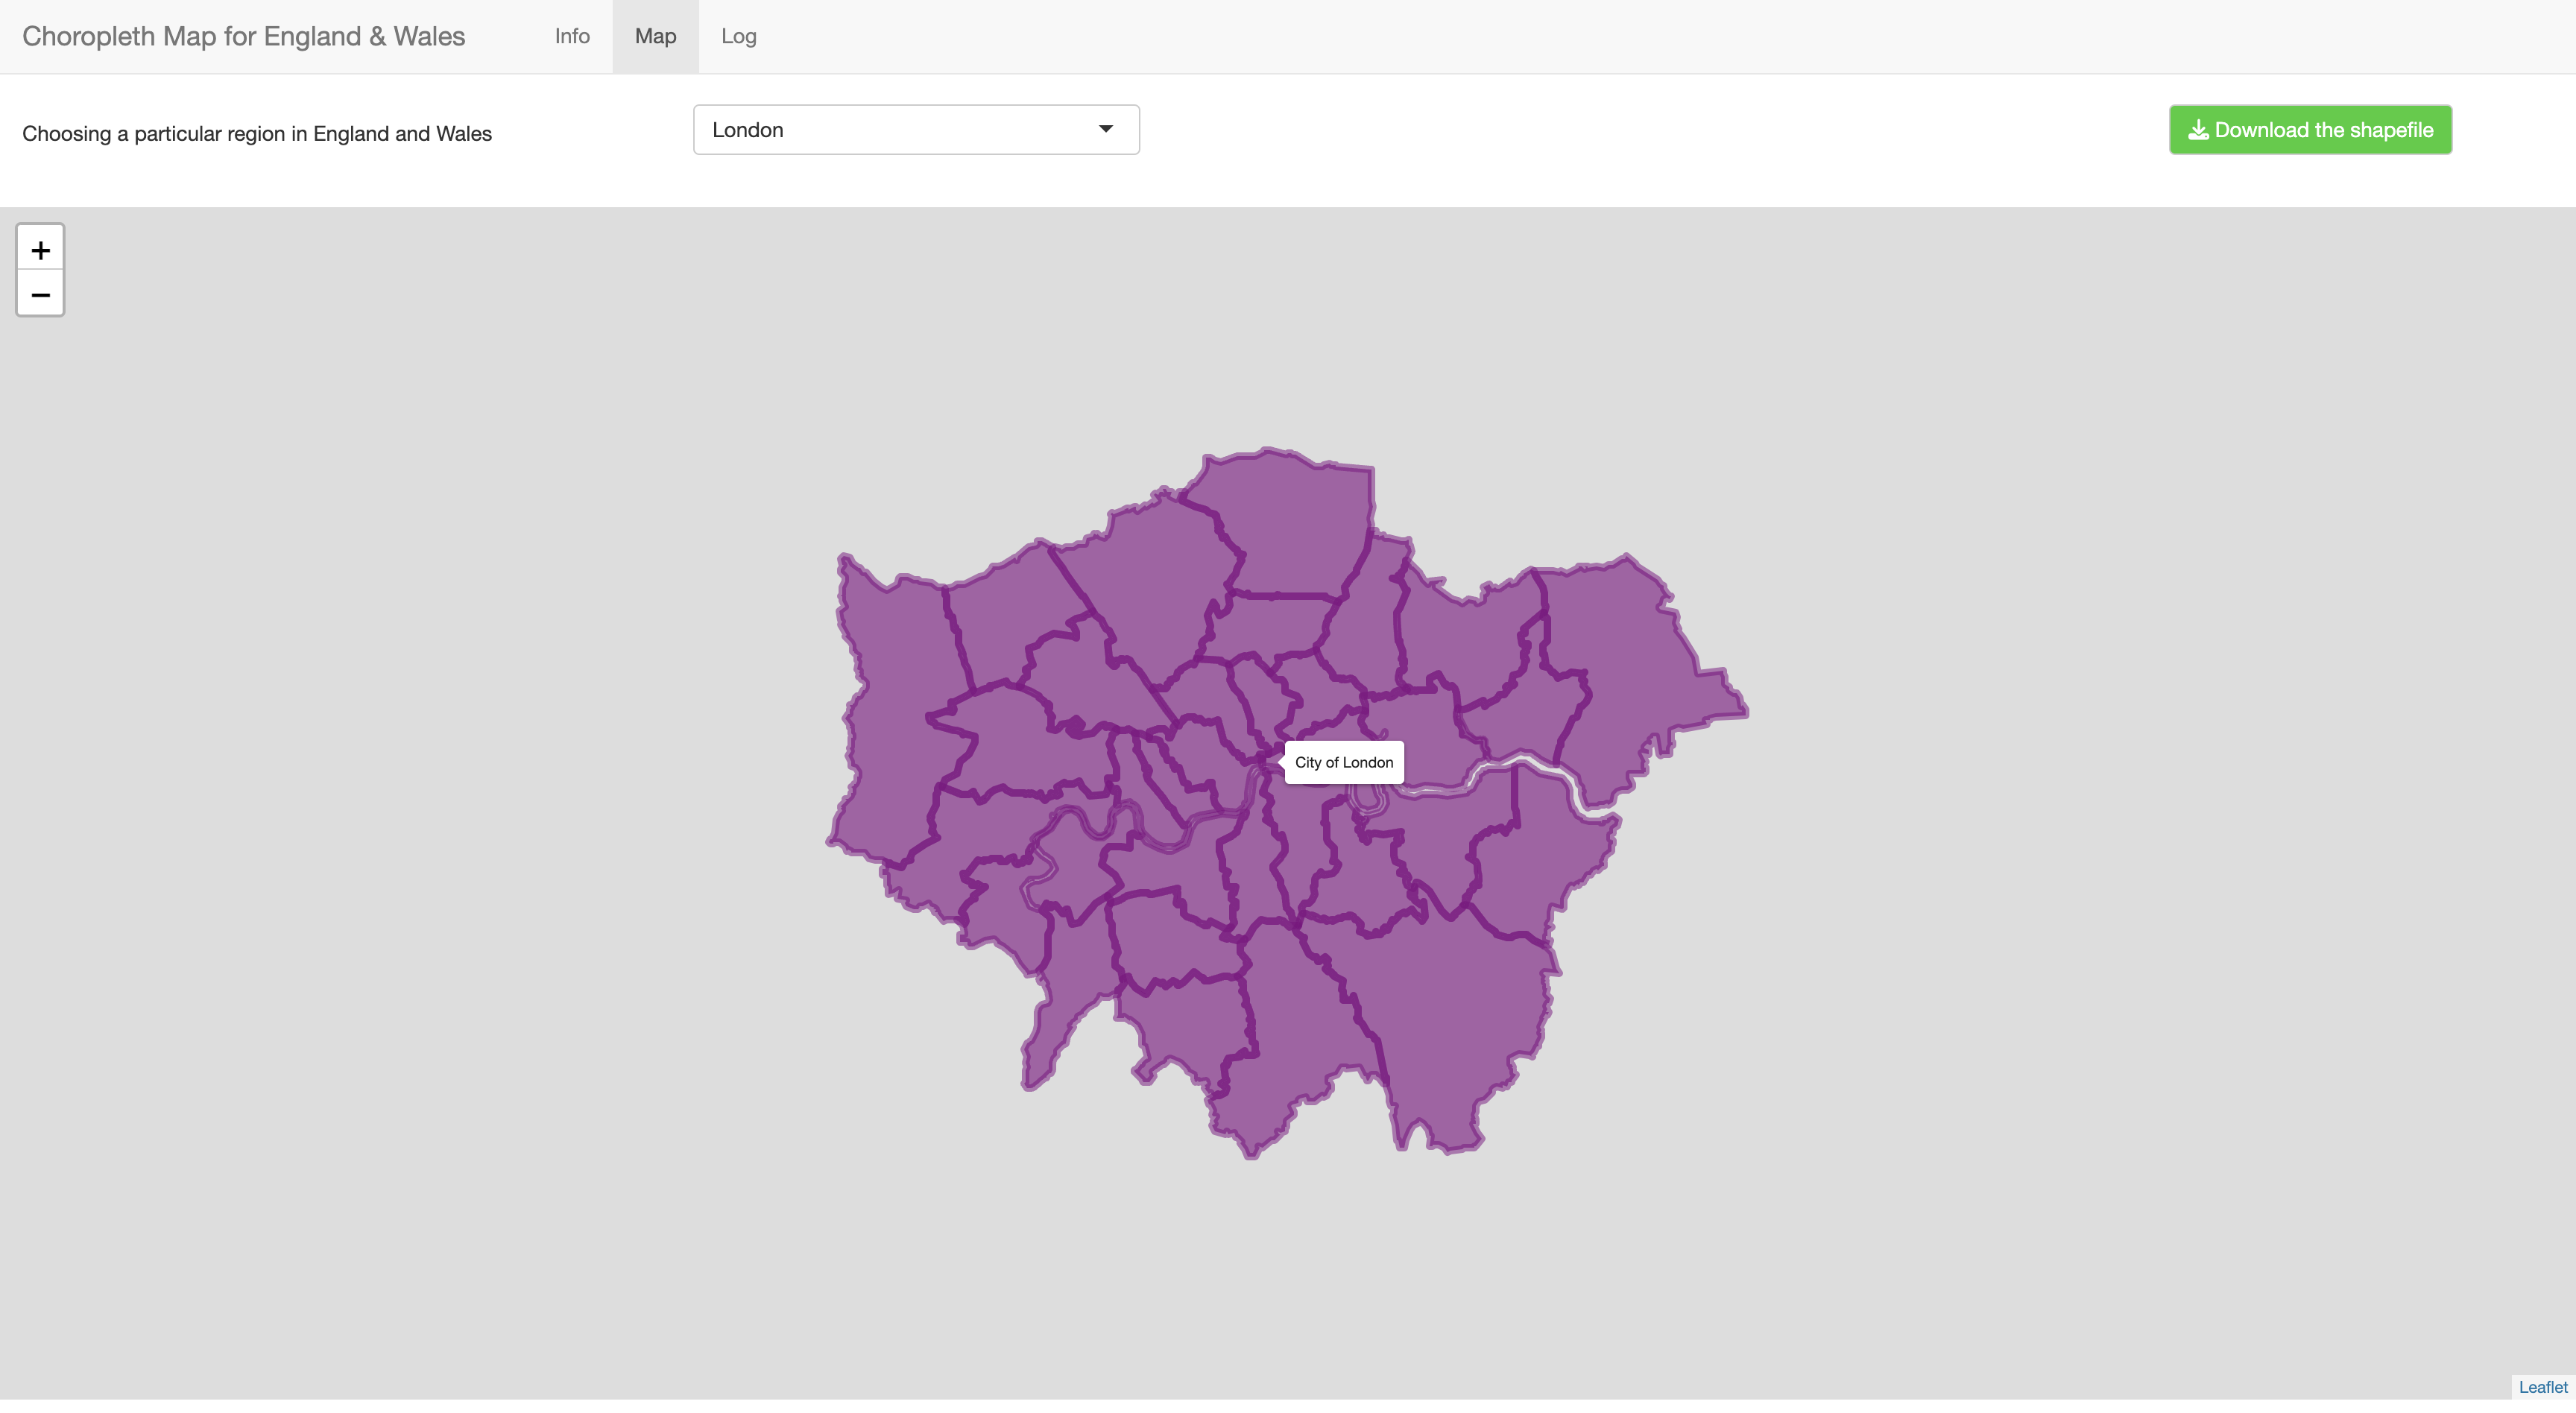 Choropleth Map for England & Wales Info Map Log
Choosing a particular region in England and Wales London Download the shapefile
+
−
City of London
Leaflet